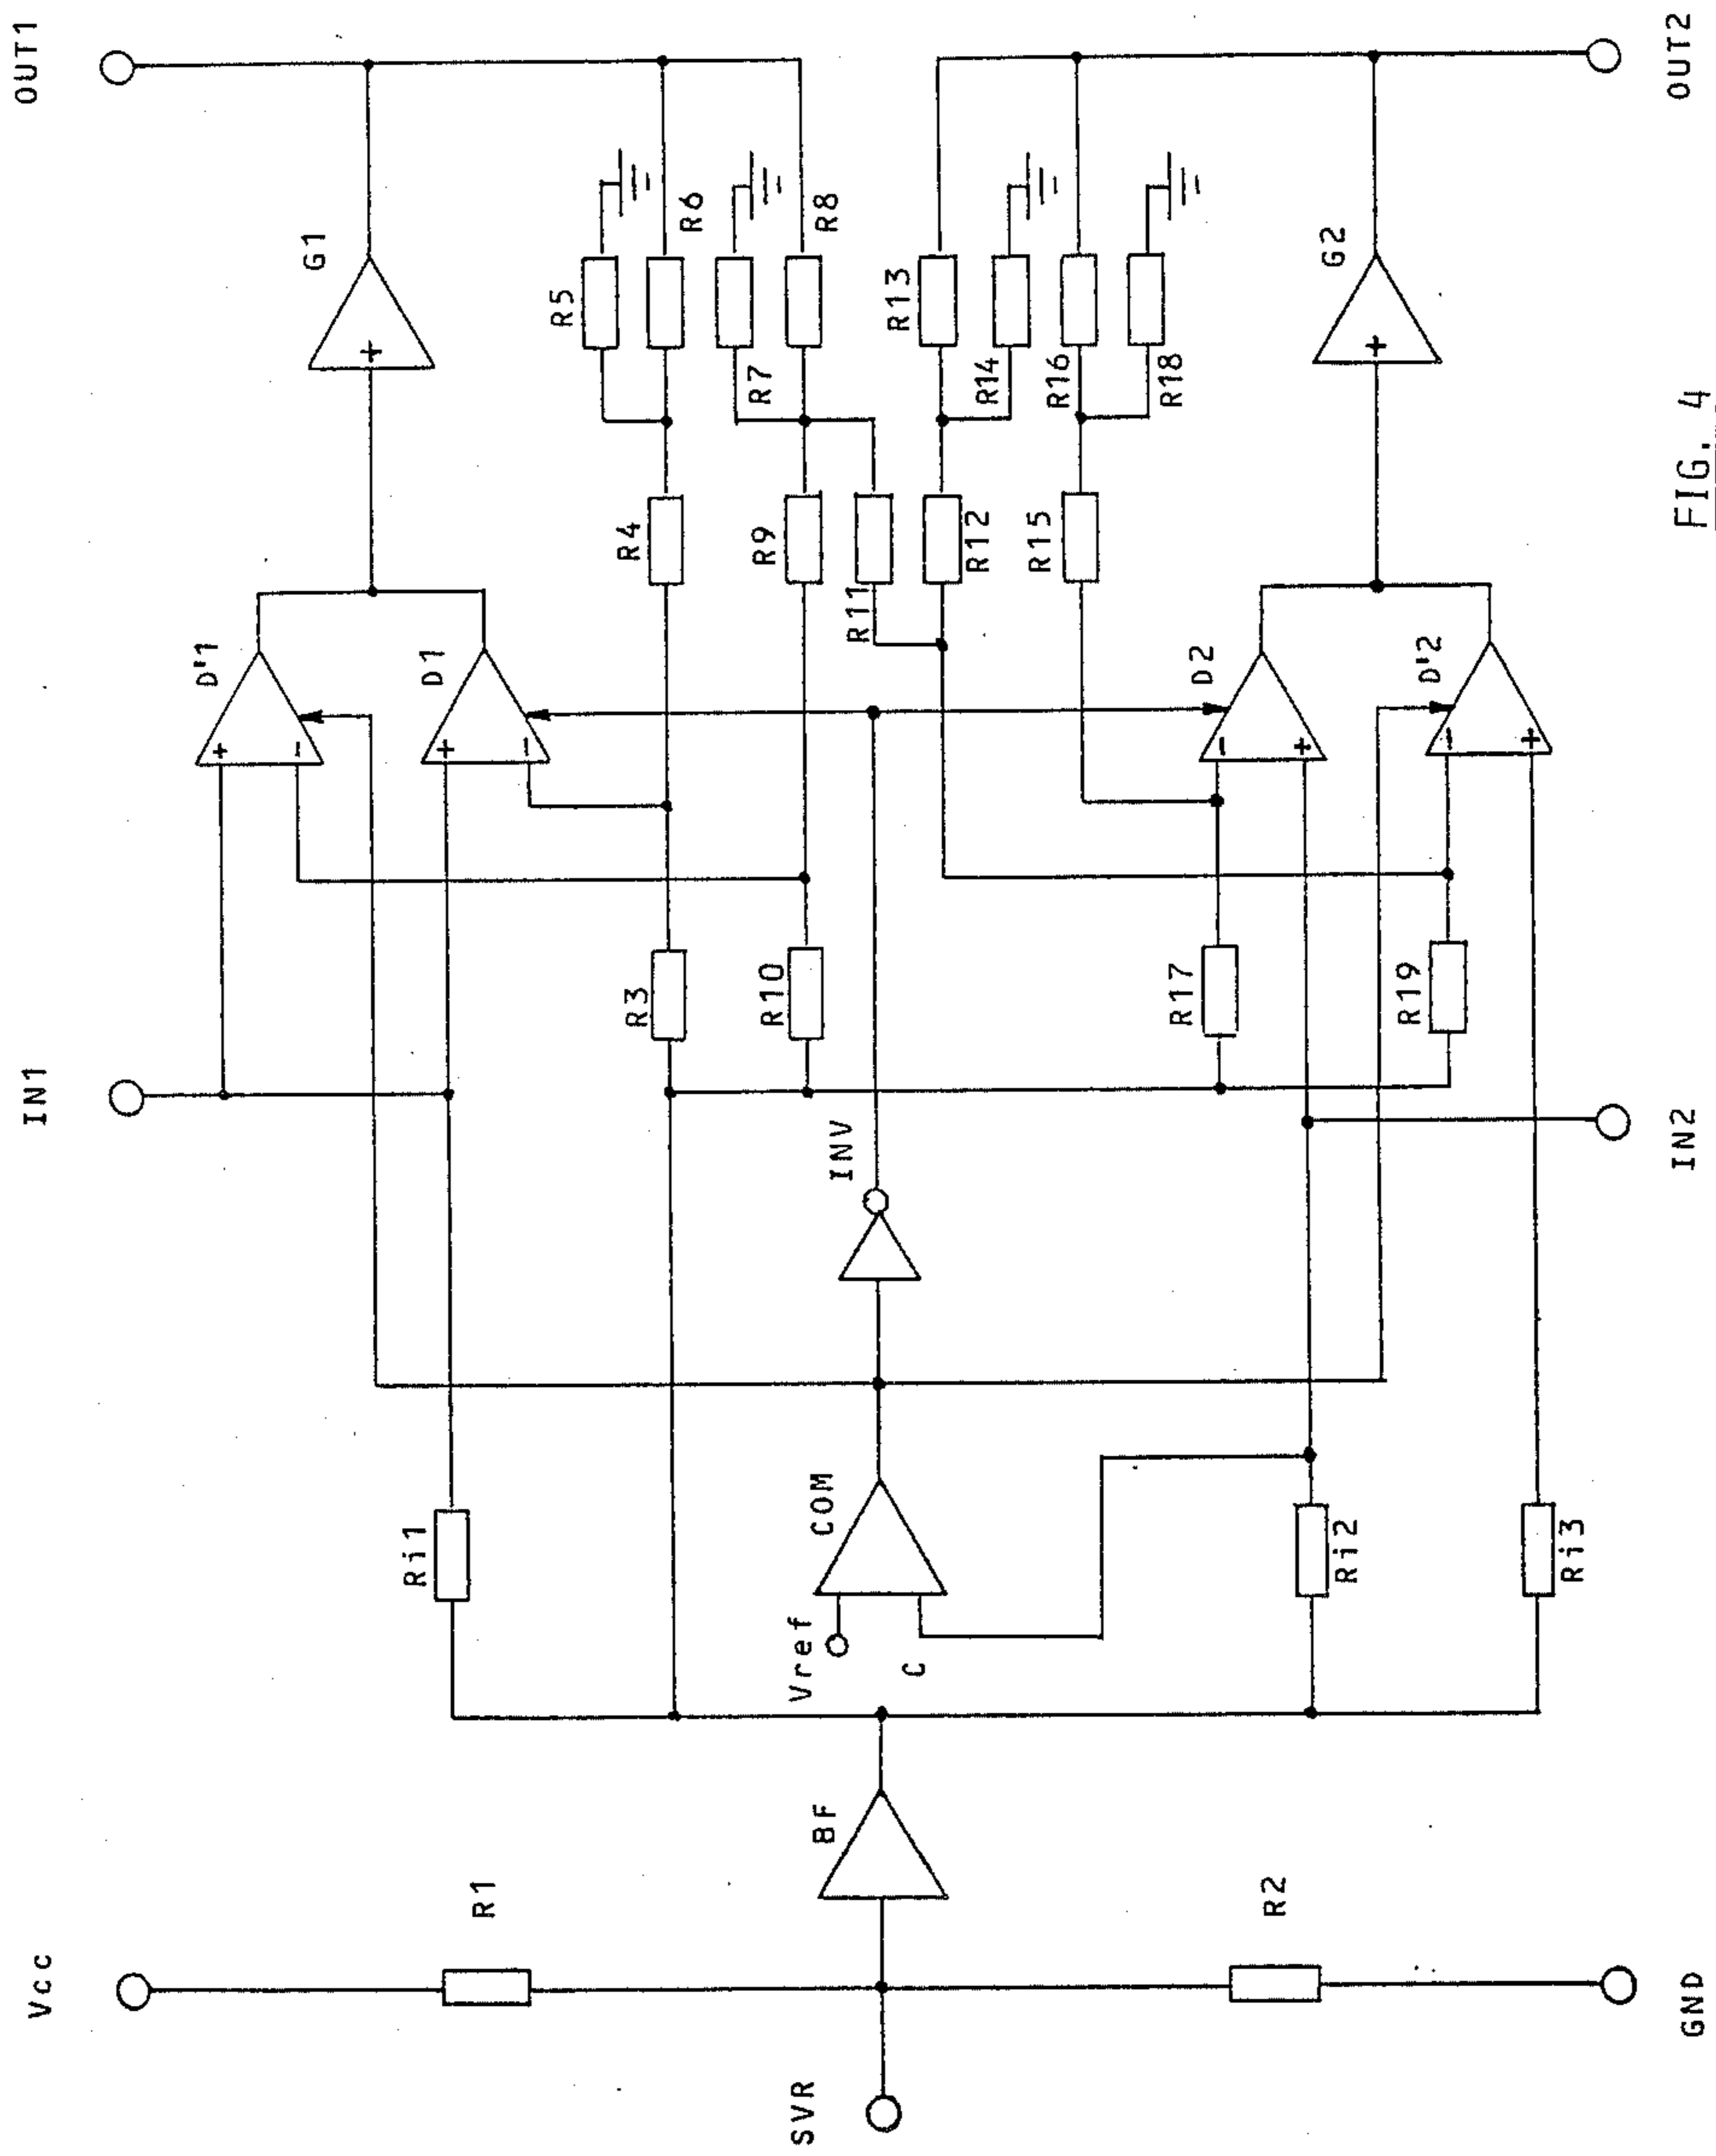 OUT1
G1
R5
R6
R7
R8
D'1
D1
R4
R9
R11
R12
R13
R14
R15
R16
R18
G2
OUT2
D2
D'2
IN1
R3
R10
R17
R19
INV
IN2
Ri1
COM
Vref
C
Ri2
Ri3
BF
Vcc
R1
R2
GND
SVR
+
-
+
-
-
+
-
+
+
+
FIG. 4